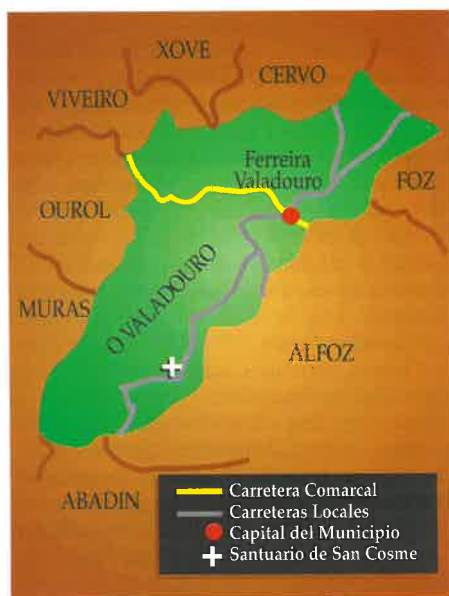 XOVE
CERVO
VIVEIRO
Ferreira
Valadouro
FOZ
OUROL
O VALADOURO
MURAS
ALFOZ
ABADIN
Carretera Comarcal
Carreteras Locales
Capital del Municipio
Santuario de San Cosme